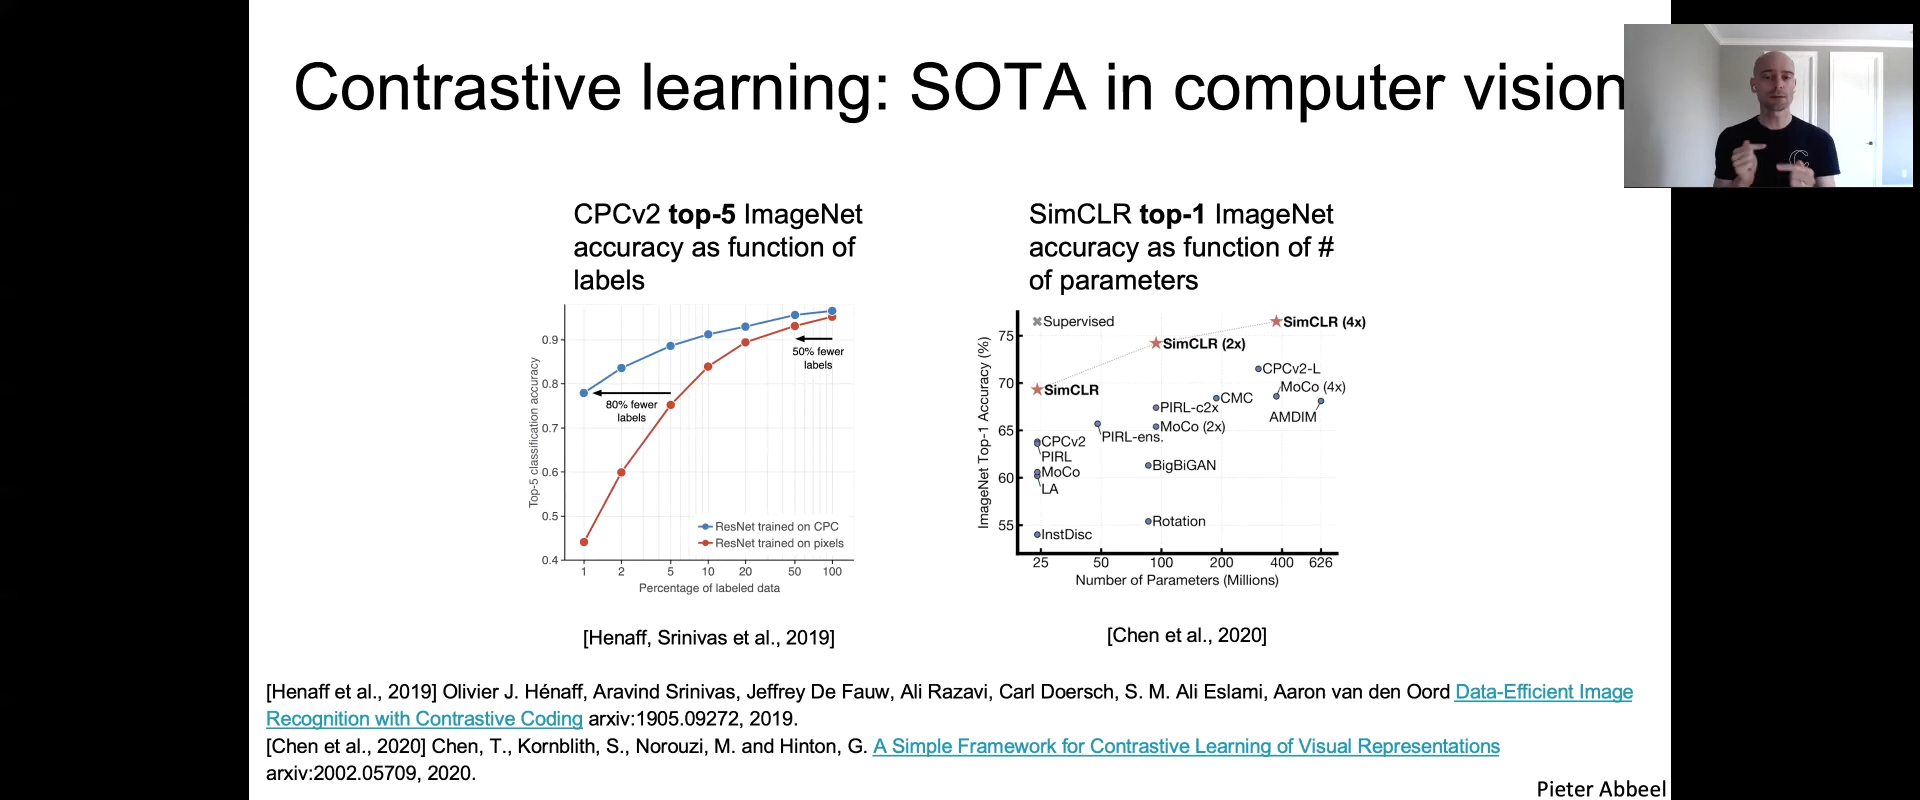 Contrastive learning: SOTA in computer vision
CPCv2 top-5 ImageNet
accuracy as function of
labels
0.9
0.8
0.7
0.6
0.5
0.4
Top-5 classification accuracy
50% fewer
labels
80% fewer
labels
ResNet trained on CPC
ResNet trained on pixels
1 2 5 10 20 50 100
Percentage of labeled data
[Henaff, Srinivas et al., 2019]
SimCLR top-1 ImageNet
accuracy as function of #
of parameters
ImageNet Top-1 Accuracy (%)
75
70
65
60
55
Supervised
SimCLR (4x)
SimCLR (2x)
SimCLR
CPCv2-L
MoCo (4x)
CMC
AMDIM
PIRL-c2x
MoCo (2x)
PIRL-ens.
CPCv2
PIRL
MoCo
LA
BigBiGAN
Rotation
InstDisc
25 50 100 200 400 626
Number of Parameters (Millions)
[Chen et al., 2020]
[Henaff et al., 2019] Olivier J. Hénaff, Aravind Srinivas, Jeffrey De Fauw, Ali Razavi, Carl Doersch, S. M. Ali Eslami, Aaron van den Oord Data-Efficient Image
Recognition with Contrastive Coding arxiv:1905.09272, 2019.
[Chen et al., 2020] Chen, T., Kornblith, S., Norouzi, M. and Hinton, G. A Simple Framework for Contrastive Learning of Visual Representations
arxiv:2002.05709, 2020.
Pieter Abbeel